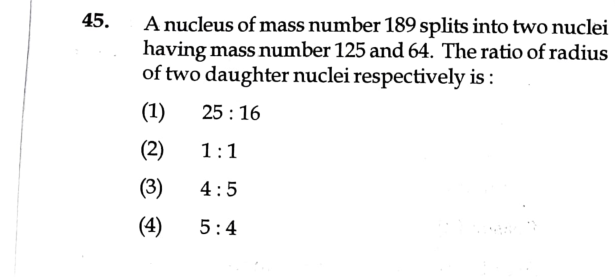 45. A nucleus of mass number 189 splits into two nuclei
having mass number 125 and 64. The ratio of radius
of two daughter nuclei respectively is :
(1) 25 : 16
(2) 1 : 1
(3) 4 : 5
(4) 5 : 4